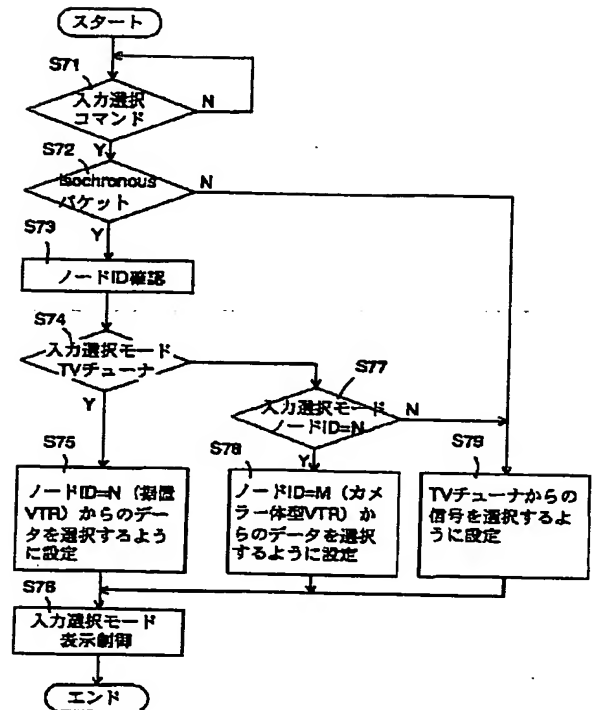 スタート
S71
入力選択
コマンド
N
Y
S72
isochronous
パケット
N
Y
S73
ノードID確認
S74
入力選択モード
TVチューナ
Y
S77
入力選択モード
ノードID=N
N
Y
S75
ノードID=N（据置
VTR）からのデー
タを選択するよう
に設定
S78
ノードID=M（カメ
ラ一体型VTR）か
らのデータを選択
するように設定
S79
TVチューナからの
信号を選択するよ
うに設定
S76
入力選択モード
表示制御
エンド